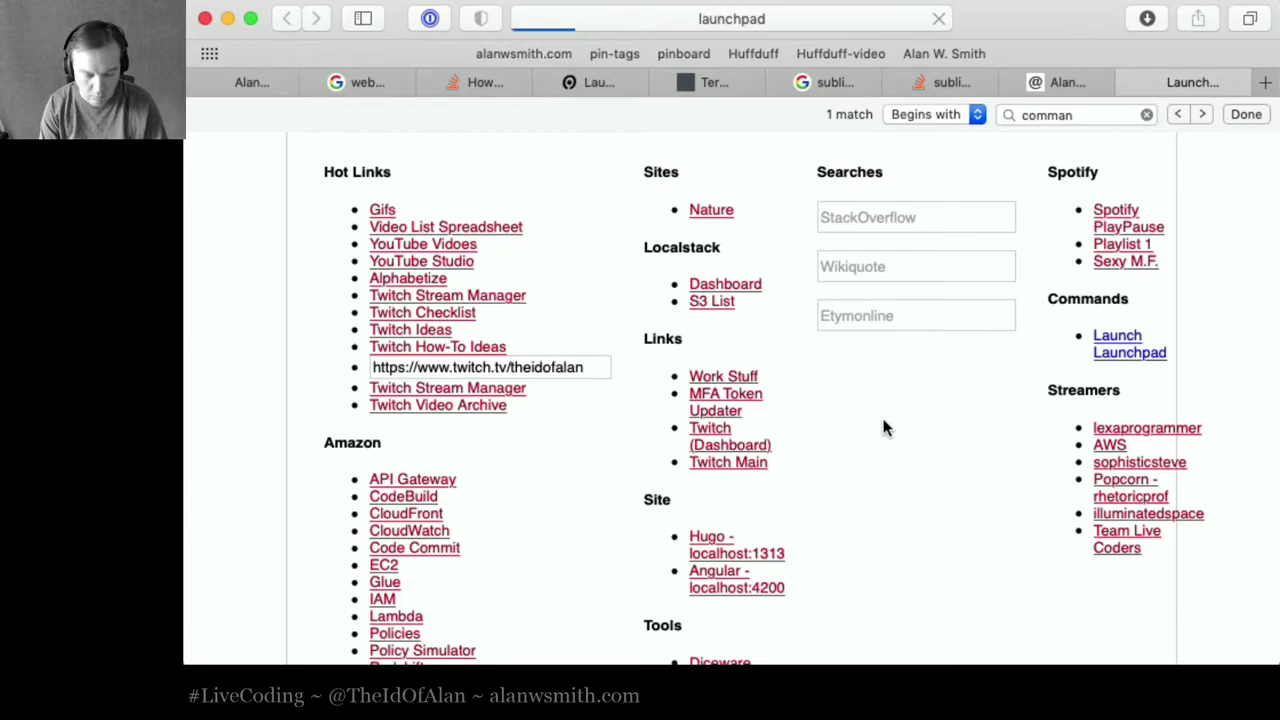 launchpad
alanwsmith.com pin-tags pinboard Huffduff Huffduff-video Alan W. Smith
Alan... web... How... Lau... Ter... subli... subli... Alan... Launch...
1 match Begins with comman Done
Hot Links
Gifs
Video List Spreadsheet
YouTube Vidoes
YouTube Studio
Alphabetize
Twitch Stream Manager
Twitch Checklist
Twitch Ideas
Twitch How-To Ideas
https://www.twitch.tv/theidofalan
Twitch Stream Manager
Twitch Video Archive
Amazon
API Gateway
CodeBuild
CloudFront
CloudWatch
Code Commit
EC2
Glue
IAM
Lambda
Policies
Policy Simulator
Sites
Nature
Localstack
Dashboard
S3 List
Links
Work Stuff
MFA Token
Updater
Twitch
(Dashboard)
Twitch Main
Site
Hugo -
localhost:1313
Angular -
localhost:4200
Tools
Diceware
Searches
StackOverflow
Wikiquote
Etymonline
Spotify
Spotify
PlayPause
Playlist 1
Sexy M.F.
Commands
Launch
Launchpad
Streamers
lexaprogrammer
AWS
sophisticsteve
Popcorn -
rhetoricprof
illuminatedspace
Team Live
Coders
#LiveCoding ~ @TheIdOfAlan ~ alanwsmith.com